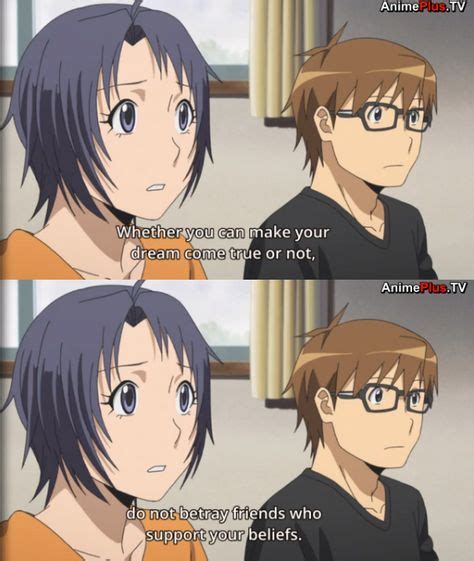 AnimePlus.TV
Whether you can make your
dream come true or not,
AnimePlus.TV
do not betray friends who
support your beliefs.